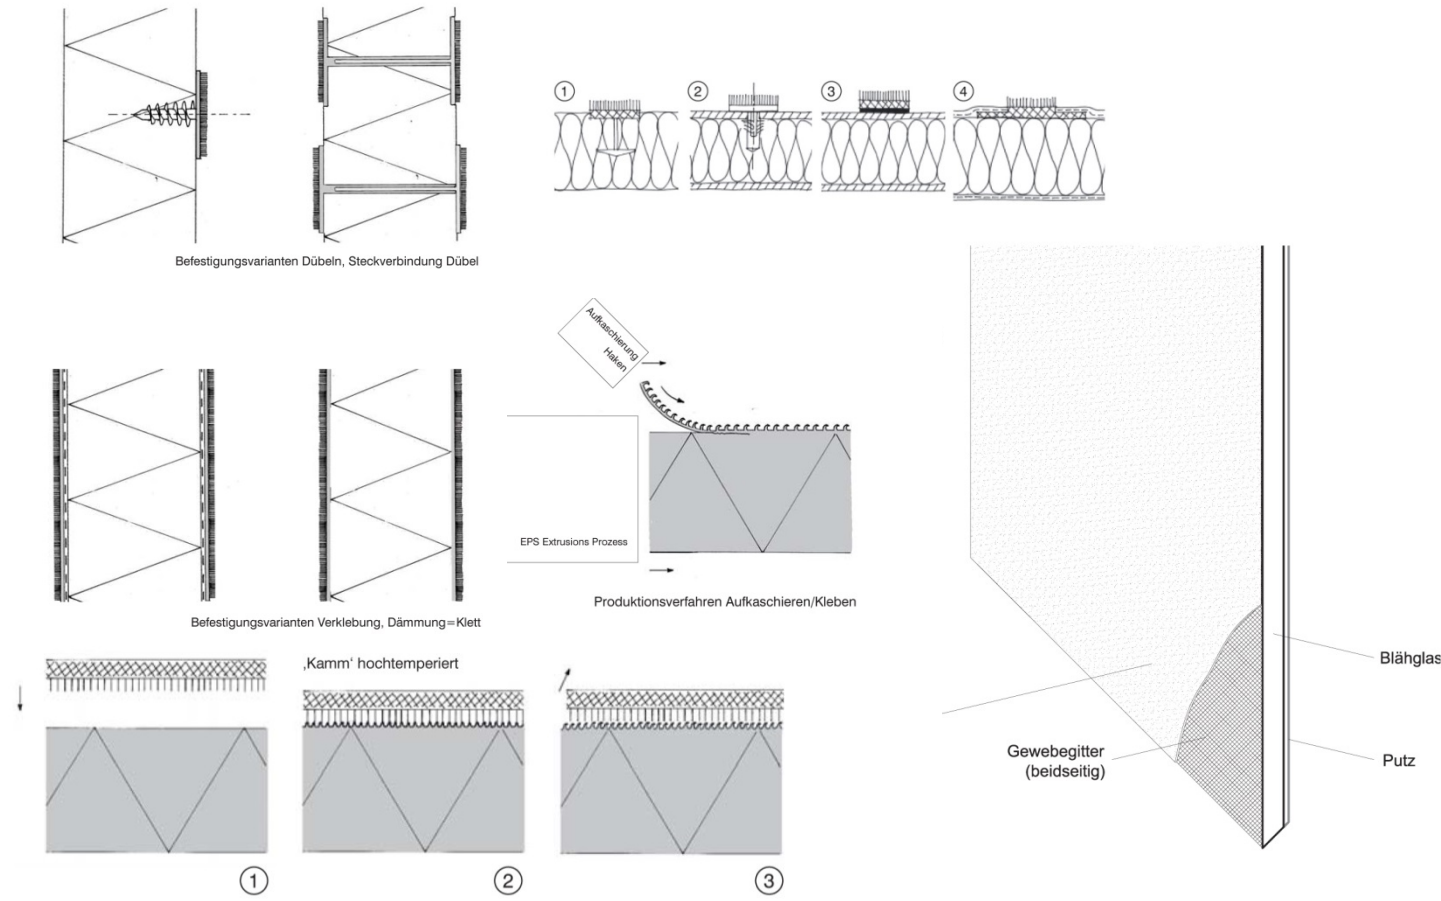 1
2
3
4
Befestigungsvarianten Dübeln, Steckverbindung Dübel
Aufkaschierung
Haken
EPS Extrusions Prozess
Produktionsverfahren Aufkaschieren/Kleben
Befestigungsvarianten Verklebung, Dämmung=Klett
‚Kamm‘ hochtemperiert
1
2
3
Blähglas
Gewebegitter
(beidseitig)
Putz